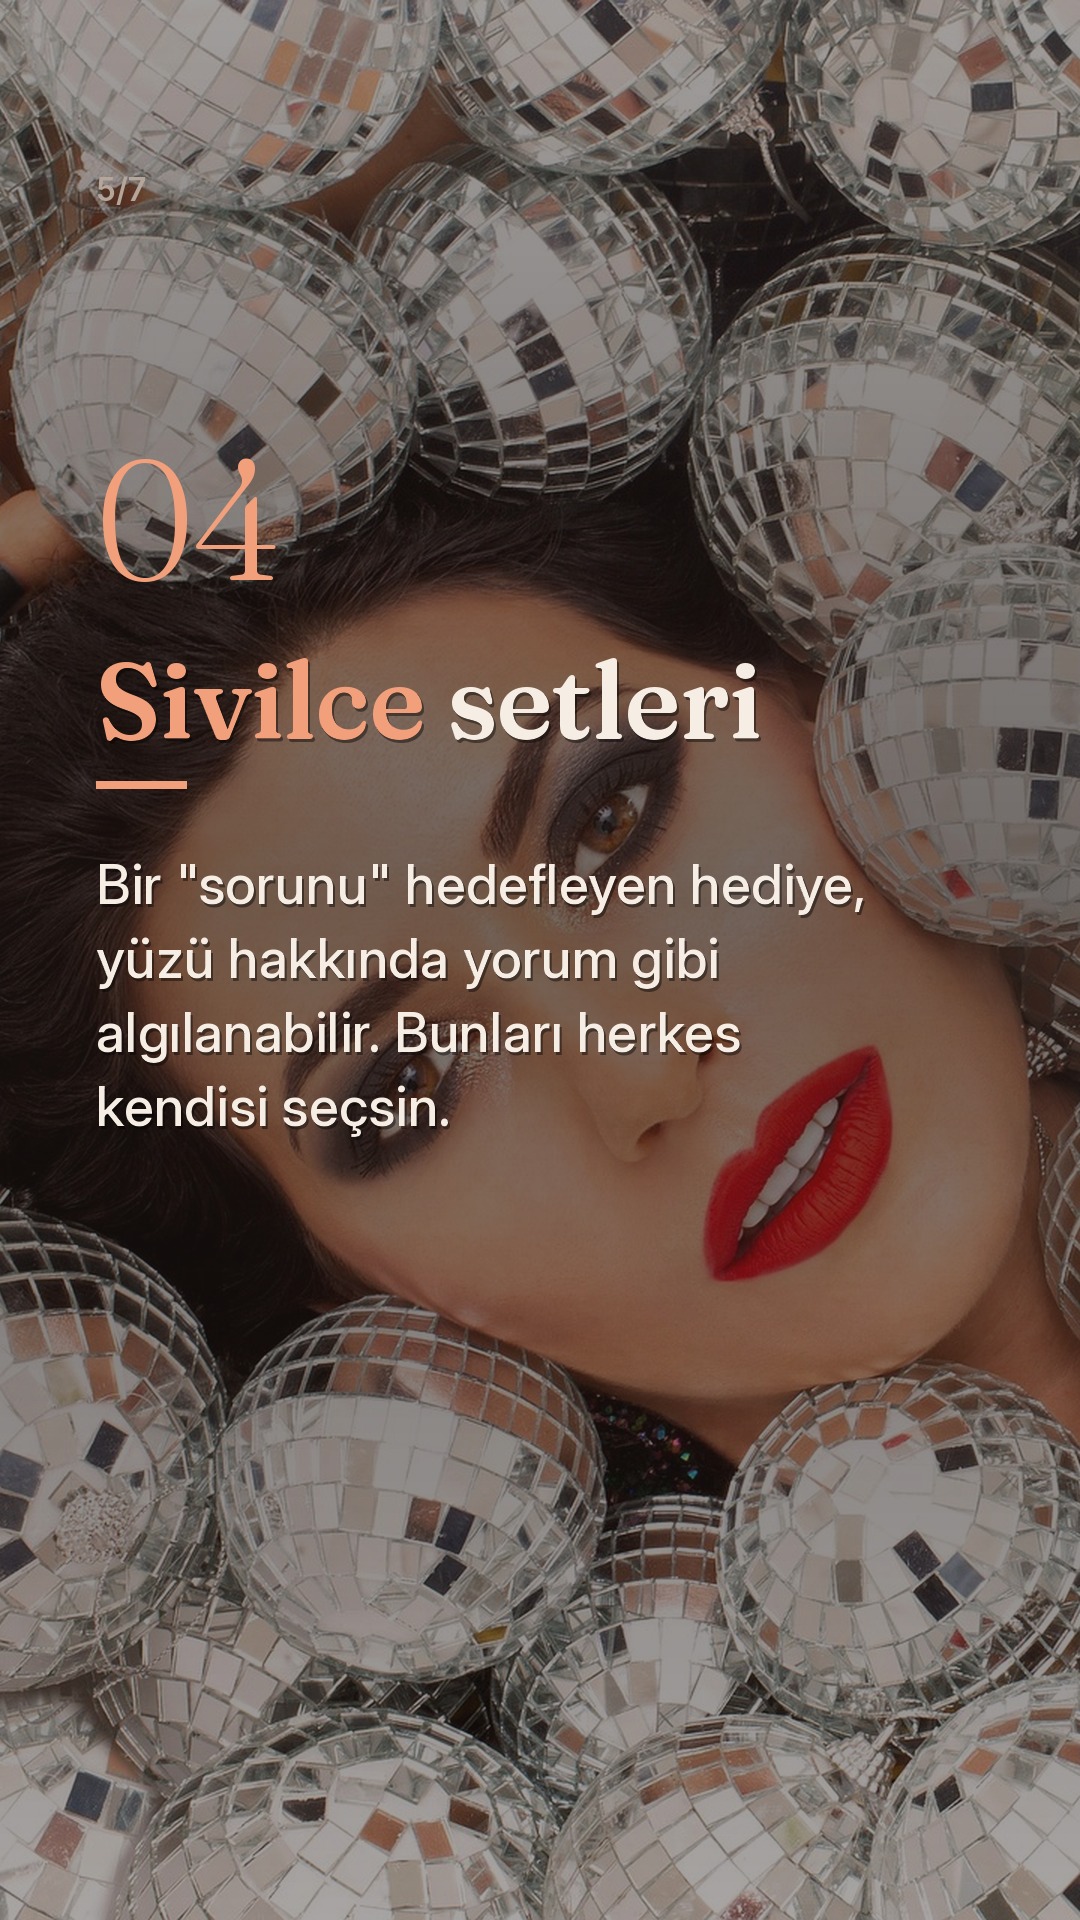 5/7
04
Sivilce setleri
Bir "sorunu" hedefleyen hediye,
yüzü hakkında yorum gibi
algılanabilir. Bunları herkes
kendisi seçsin.